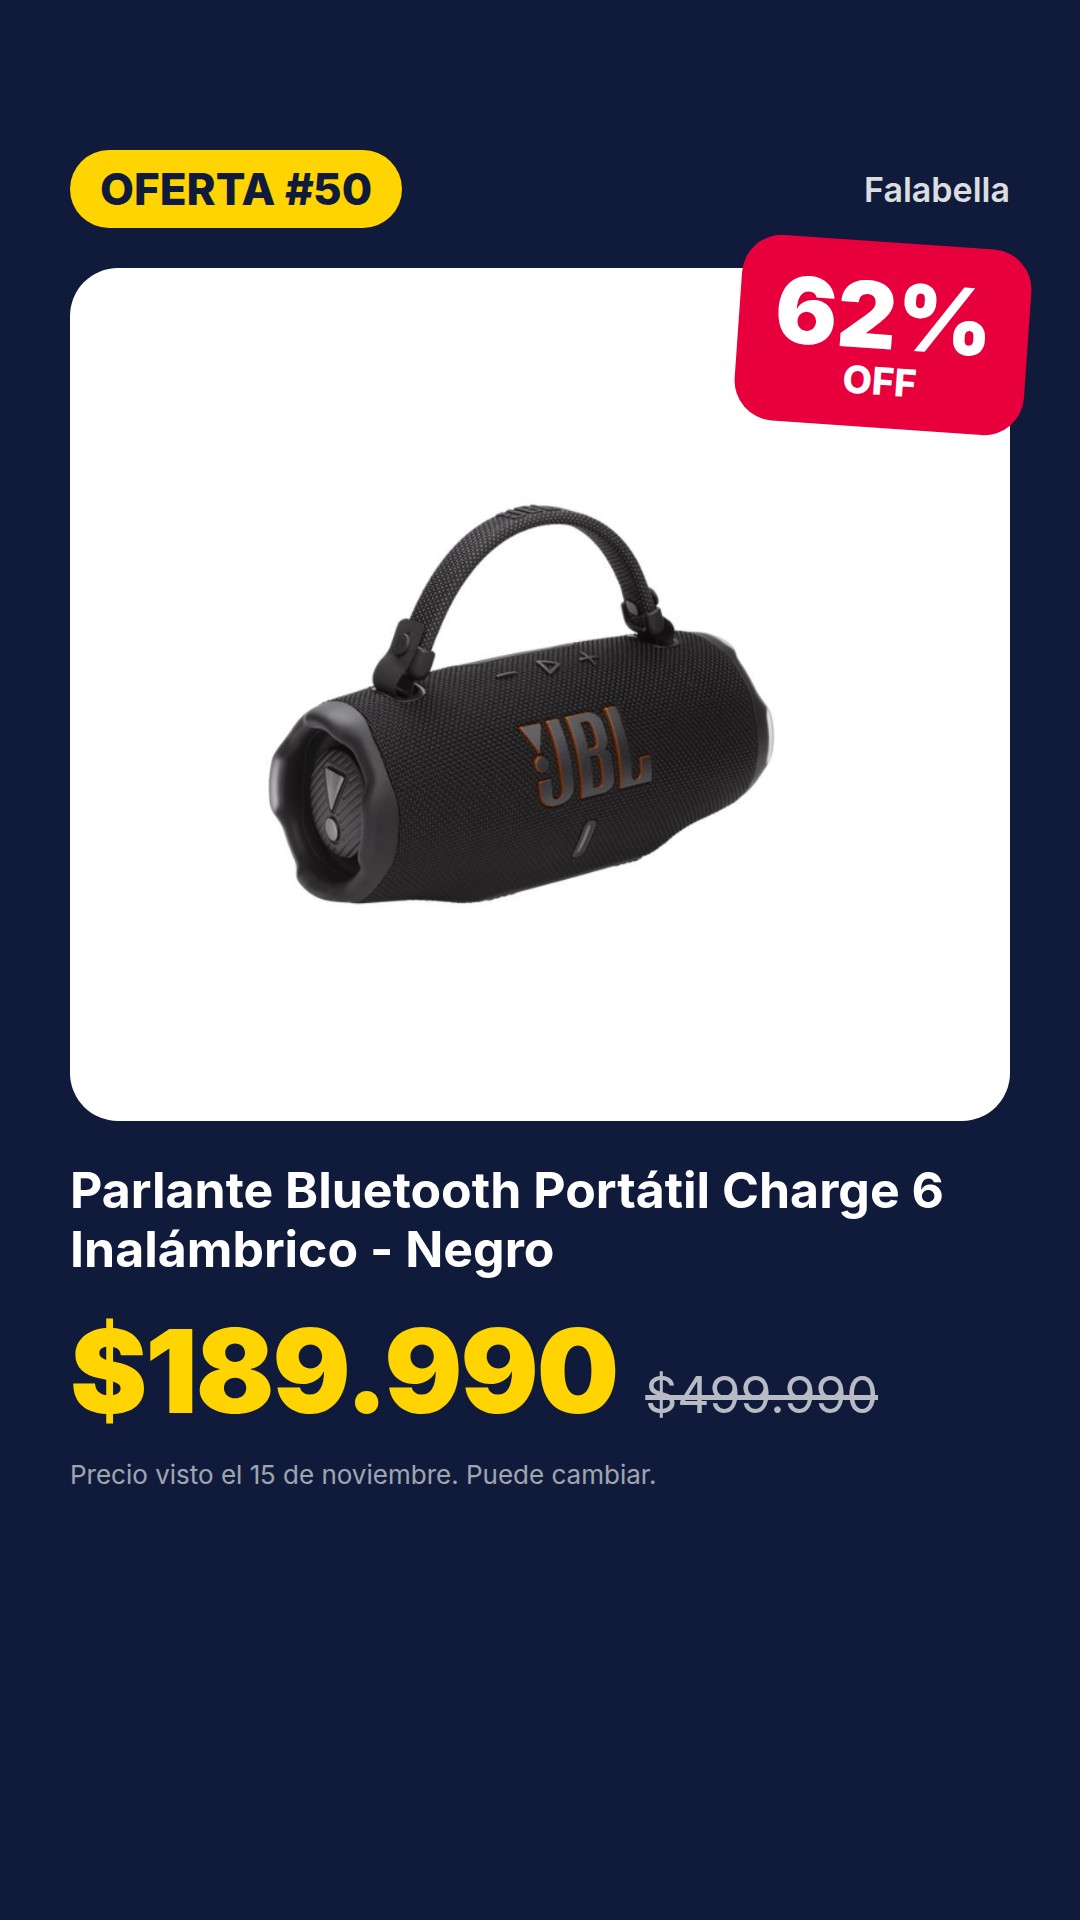 OFERTA #50
Falabella
62%
OFF
JBL
Parlante Bluetooth Portátil Charge 6
Inalámbrico - Negro
$189.990 $499.990
Precio visto el 15 de noviembre. Puede cambiar.